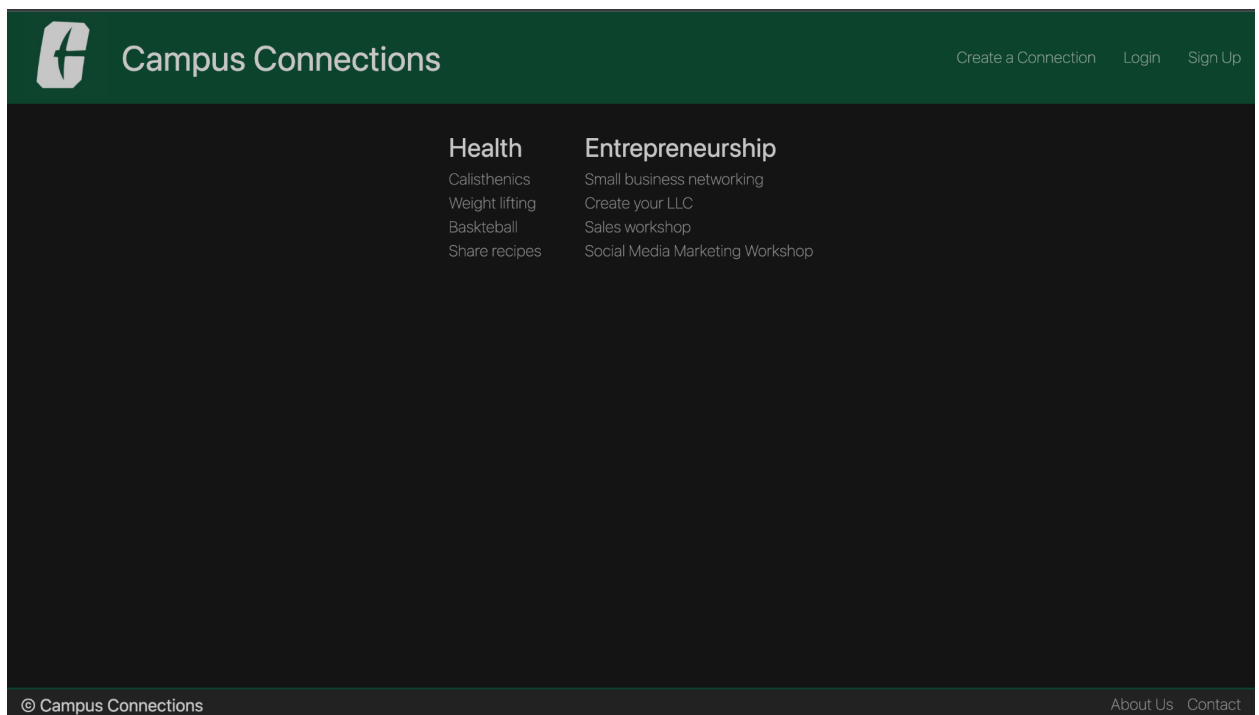 Campus Connections
Create a Connection Login Sign Up
Health
Calisthenics
Weight lifting
Baskteball
Share recipes
Entrepreneurship
Small business networking
Create your LLC
Sales workshop
Social Media Marketing Workshop
© Campus Connections
About Us Contact